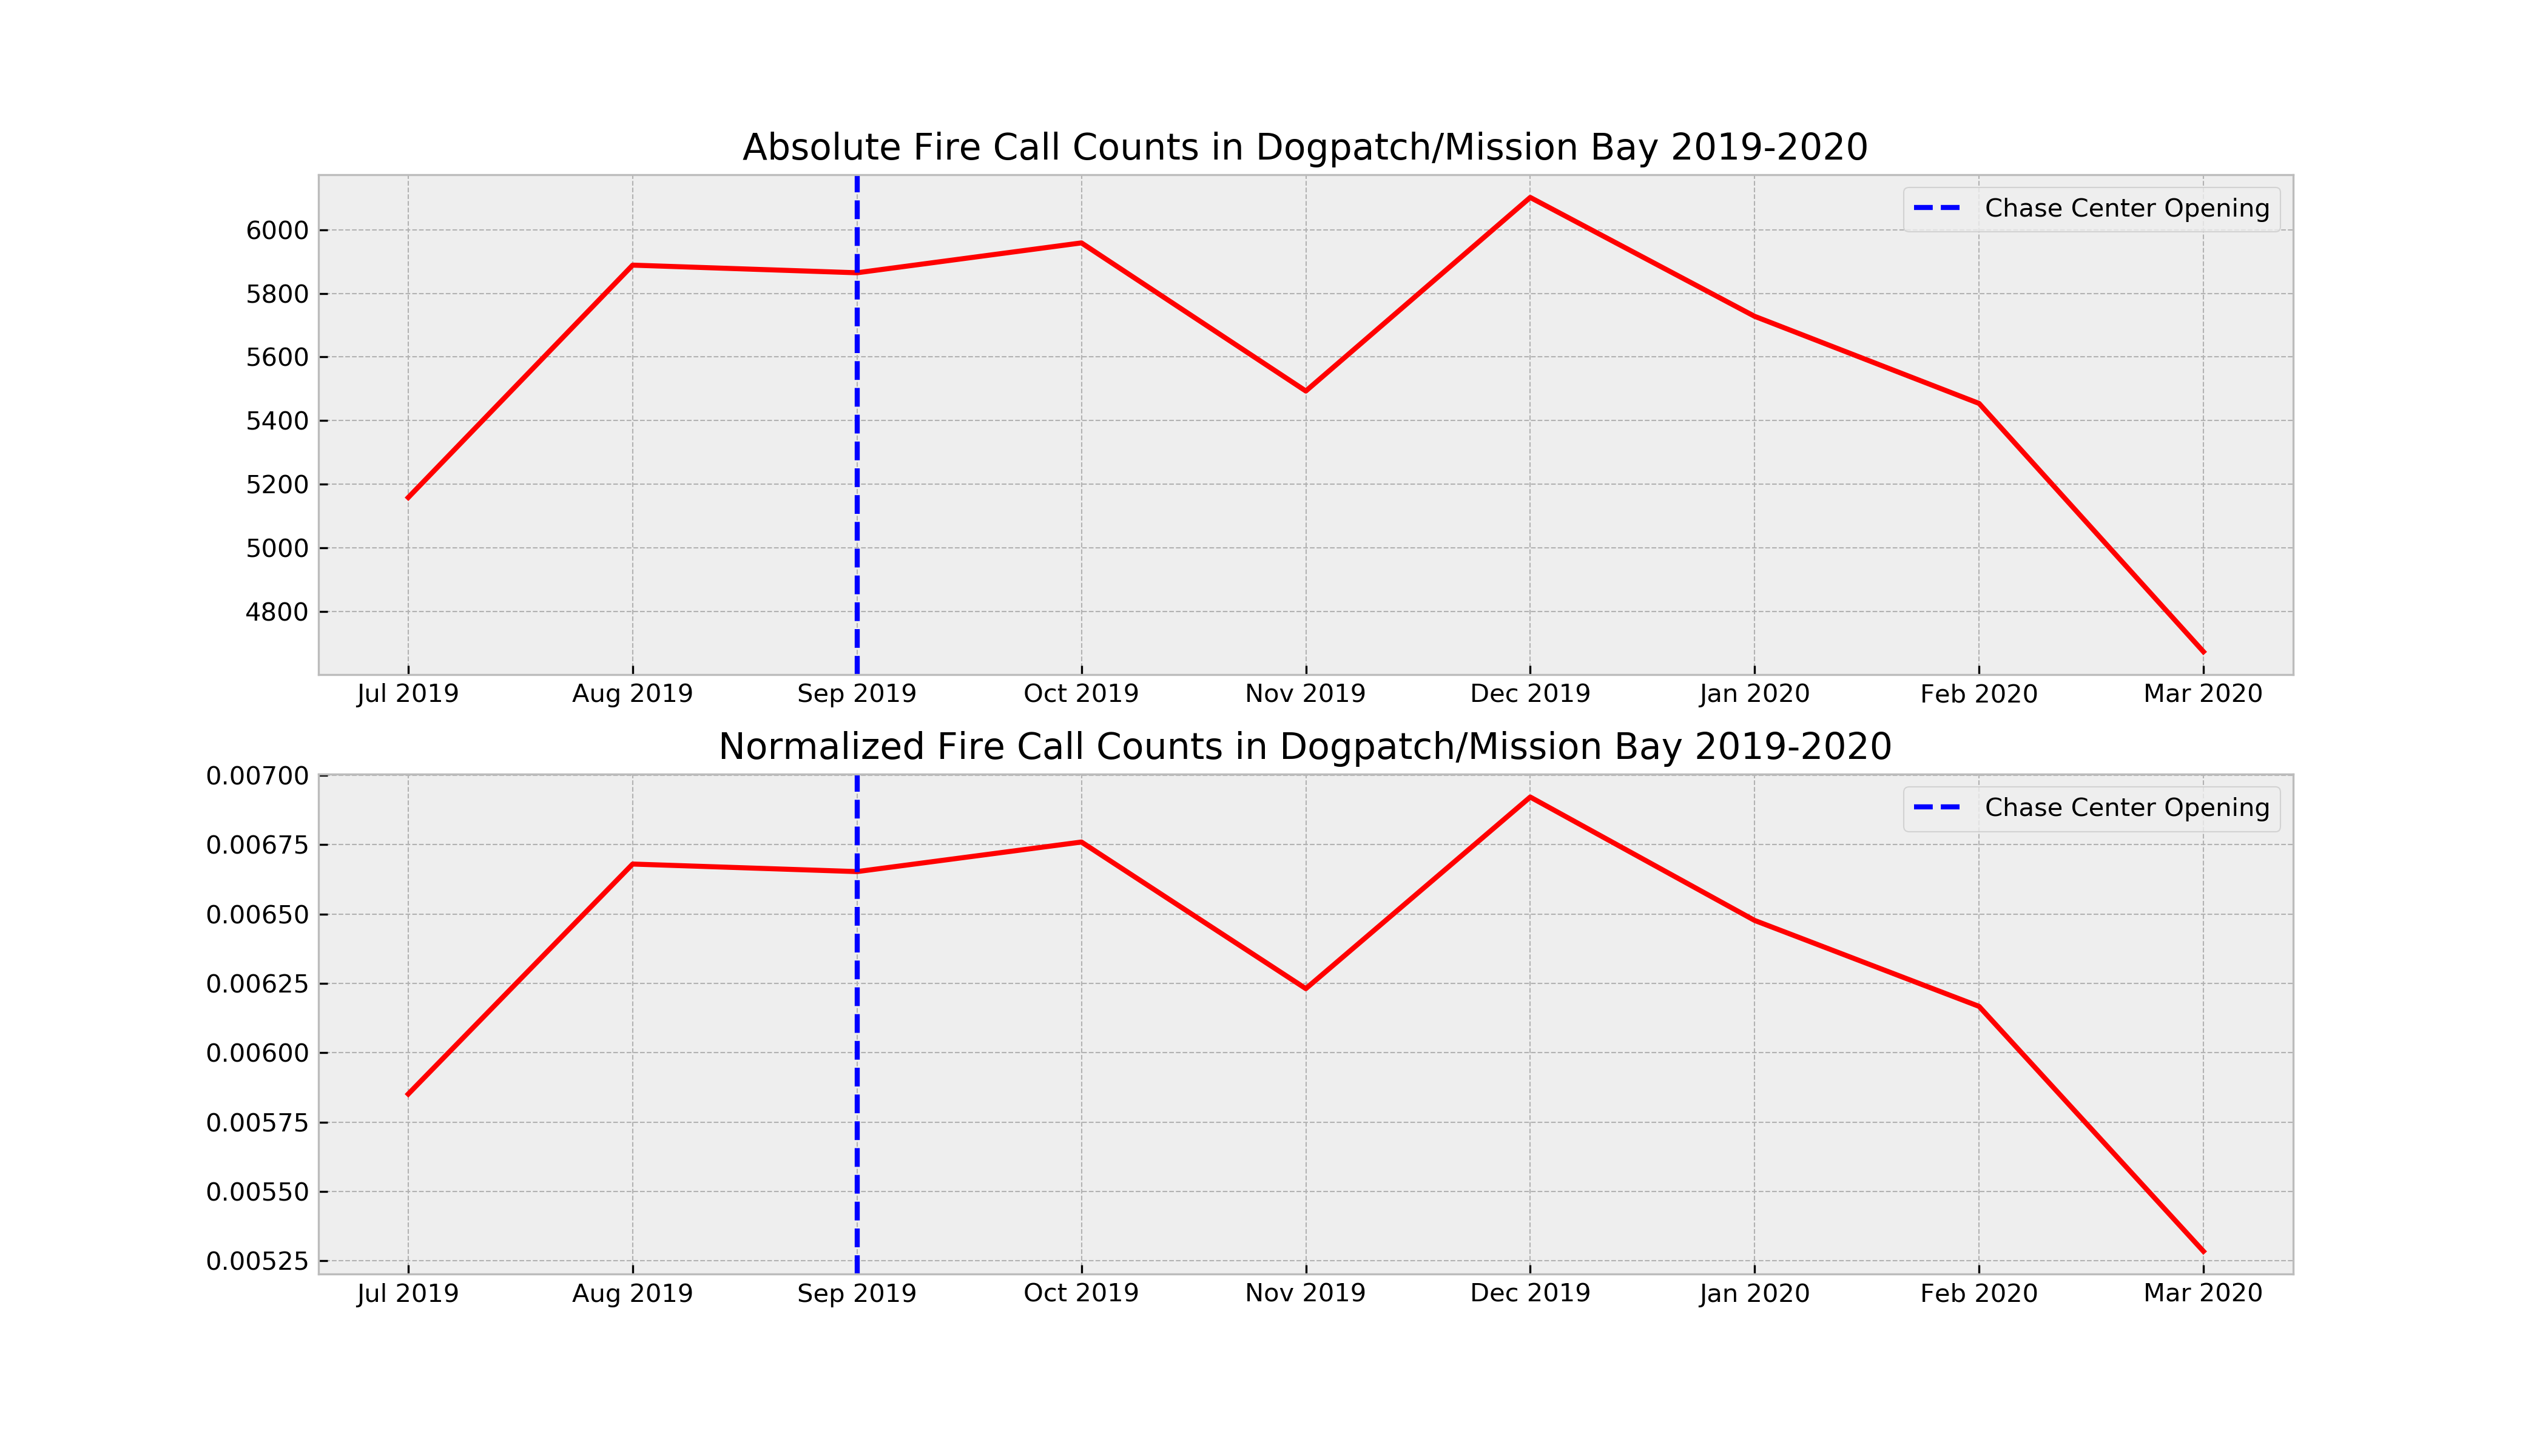 Absolute Fire Call Counts in Dogpatch/Mission Bay 2019-2020
Chase Center Opening
6000
5800
5600
5400
5200
5000
4800
Jul 2019 Aug 2019 Sep 2019 Oct 2019 Nov 2019 Dec 2019 Jan 2020 Feb 2020 Mar 2020
Normalized Fire Call Counts in Dogpatch/Mission Bay 2019-2020
Chase Center Opening
0.00700
0.00675
0.00650
0.00625
0.00600
0.00575
0.00550
0.00525
Jul 2019 Aug 2019 Sep 2019 Oct 2019 Nov 2019 Dec 2019 Jan 2020 Feb 2020 Mar 2020